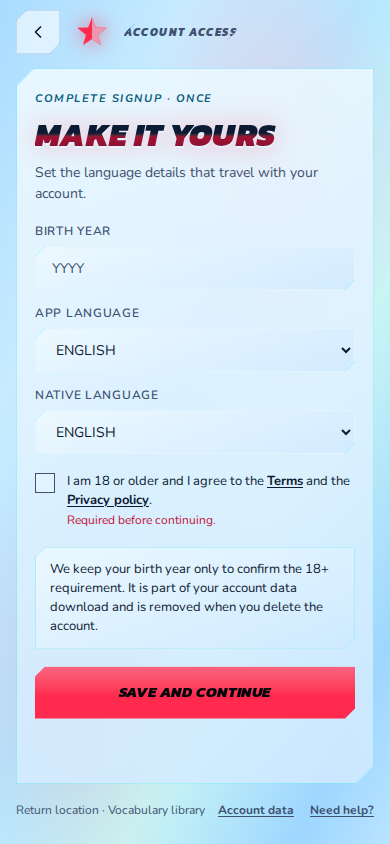 ACCOUNT ACCESS
COMPLETE SIGNUP · ONCE
MAKE IT YOURS
Set the language details that travel with your
account.
BIRTH YEAR
YYYY
APP LANGUAGE
ENGLISH
NATIVE LANGUAGE
ENGLISH
I am 18 or older and I agree to the Terms and the
Privacy policy.
Required before continuing.
We keep your birth year only to confirm the 18+
requirement. It is part of your account data
download and is removed when you delete the
account.
SAVE AND CONTINUE
Return location · Vocabulary library Account data Need help?